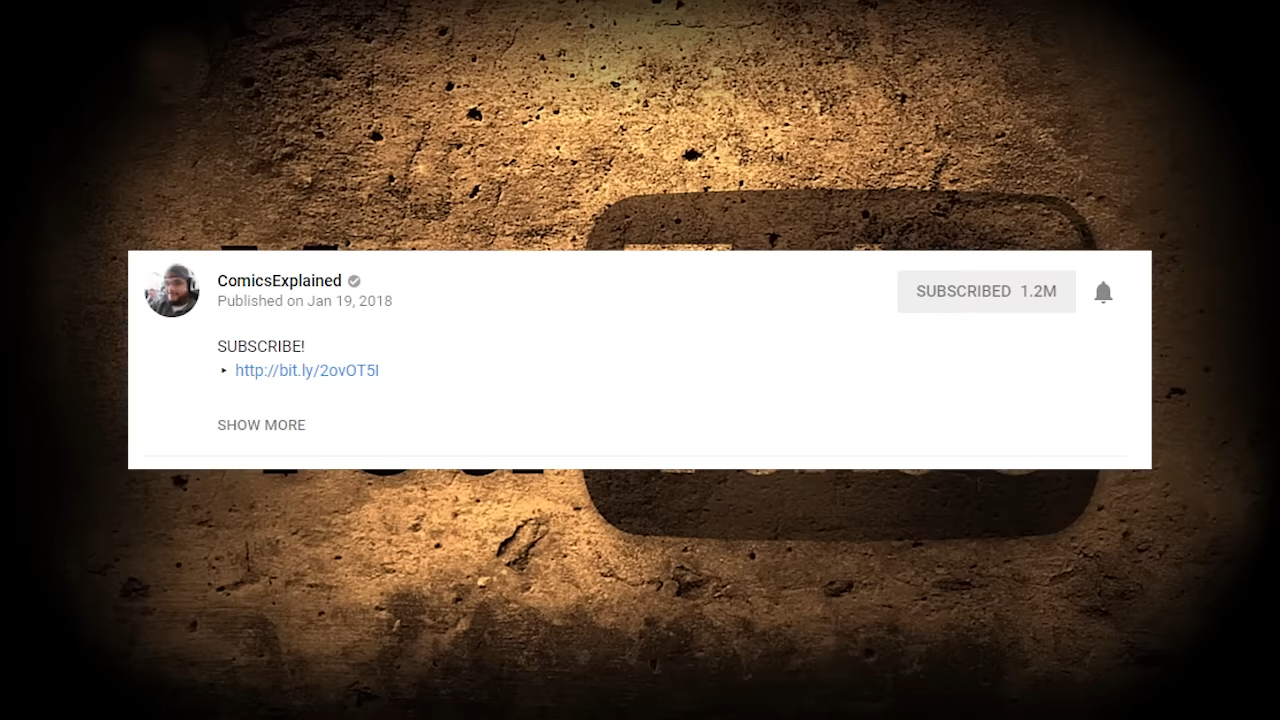 ComicsExplained
Published on Jan 19, 2018
SUBSCRIBED 1.2M
SUBSCRIBE!
‣ http://bit.ly/2ovOT5I
SHOW MORE